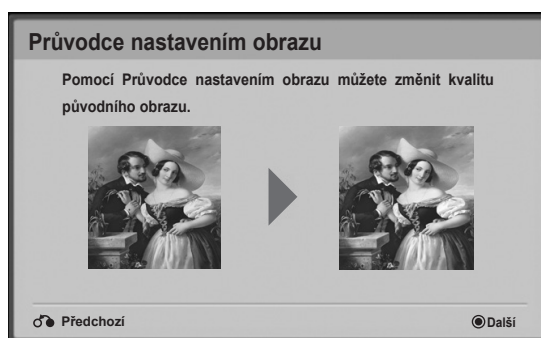 Průvodce nastavením obrazu
Pomocí Průvodce nastavením obrazu můžete změnit kvalitu
původního obrazu.
Předchozí
Další